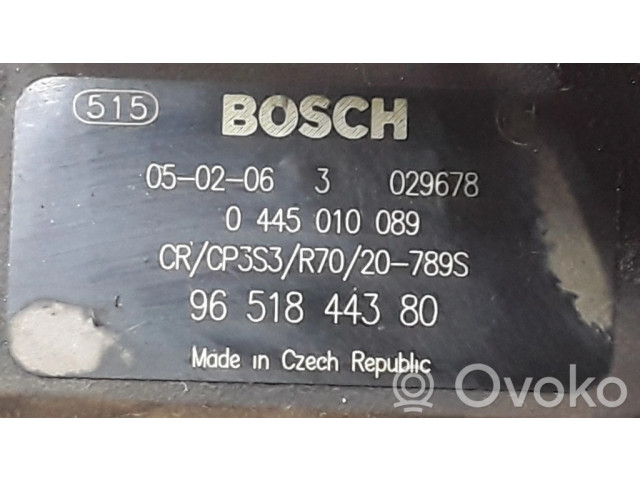 515 BOSCH
05-02-06 3 029678
0 445 010 089
CR/CP3S3/R70/20-789S
96 518 443 80
Made in Czech Republic
Ovoko